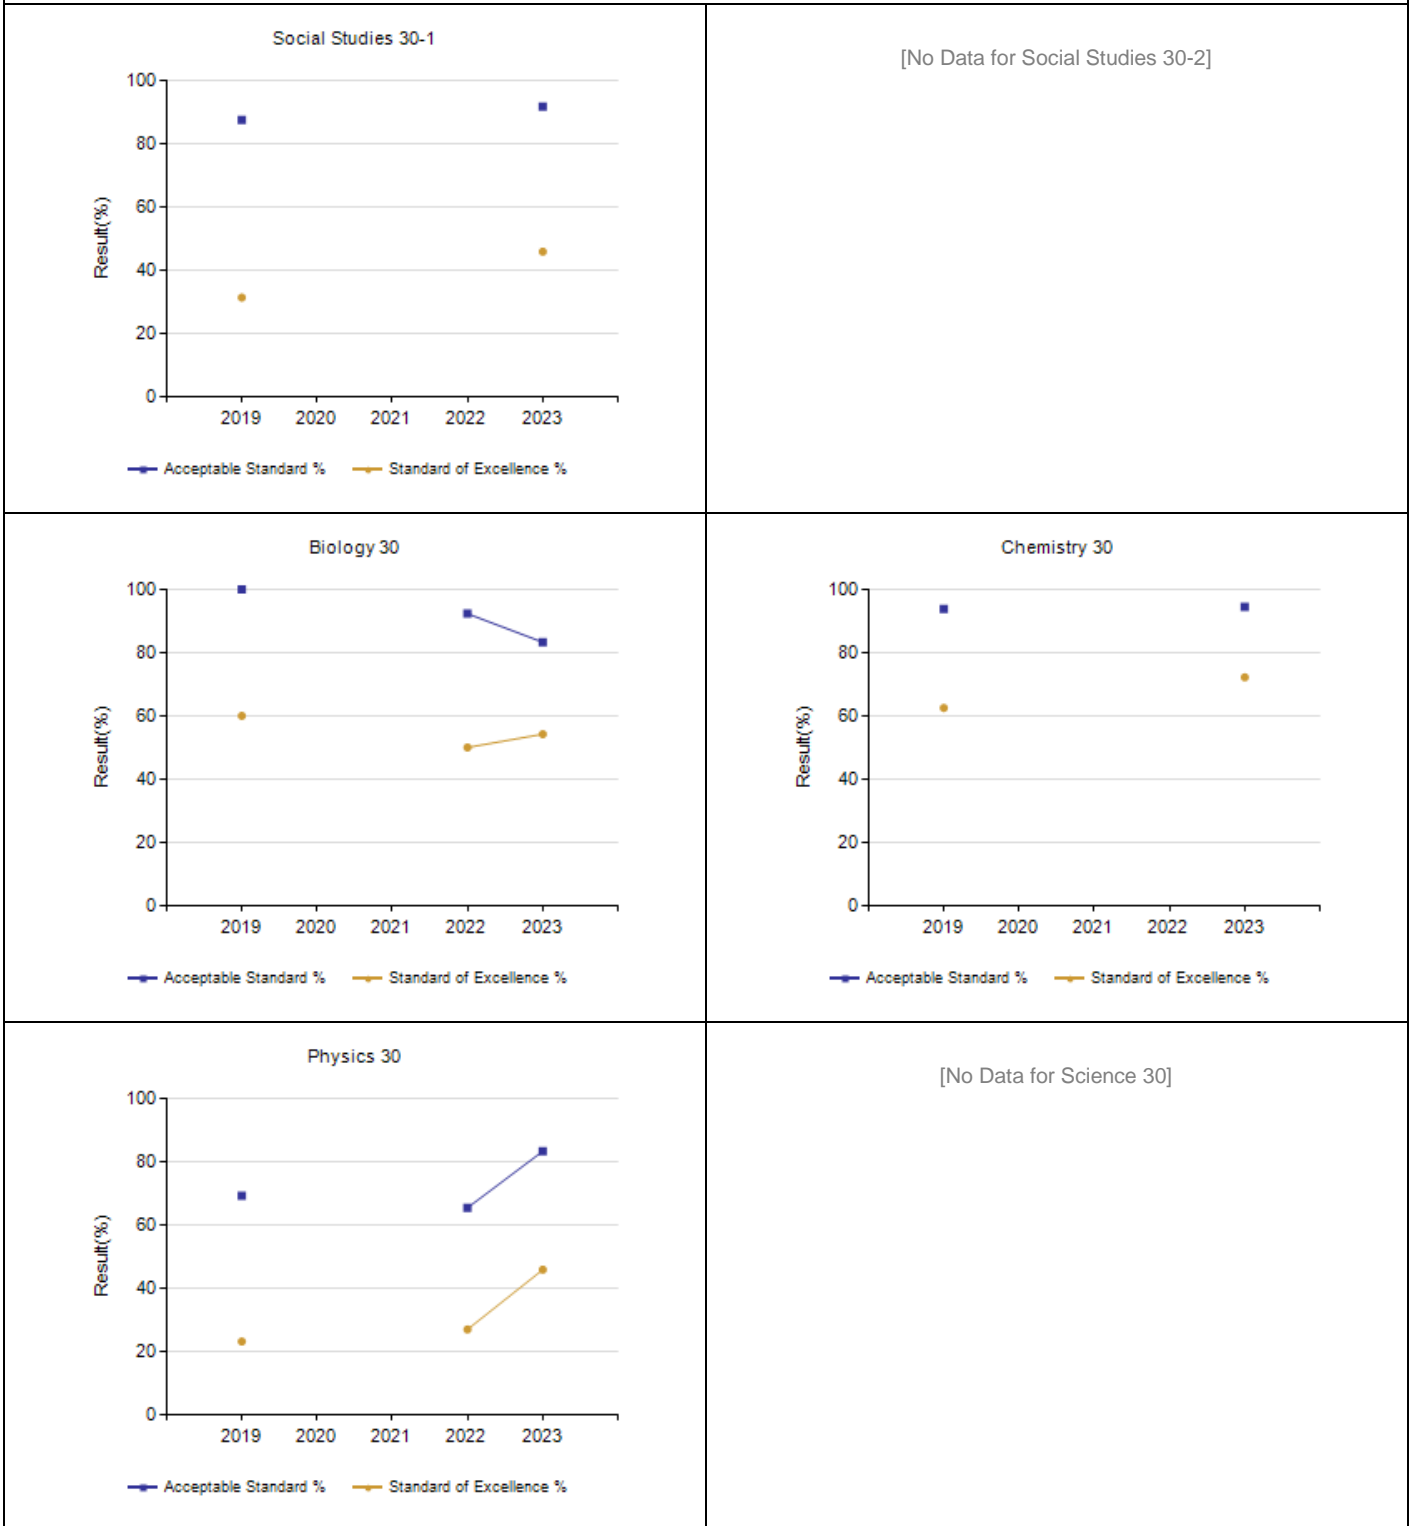 Social Studies 30-1
100
80
60
40
20
0
Result(%)
2019 2020 2021 2022 2023
Acceptable Standard % Standard of Excellence %
[No Data for Social Studies 30-2]
Biology 30
100
80
60
40
20
0
Result(%)
2019 2020 2021 2022 2023
Acceptable Standard % Standard of Excellence %
Chemistry 30
100
80
60
40
20
0
Result(%)
2019 2020 2021 2022 2023
Acceptable Standard % Standard of Excellence %
Physics 30
100
80
60
40
20
0
Result(%)
2019 2020 2021 2022 2023
Acceptable Standard % Standard of Excellence %
[No Data for Science 30]